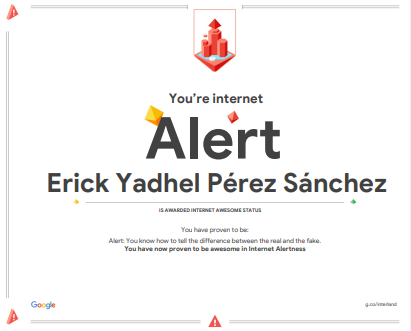 You're internet
Alert
Erick Yadhel Pérez Sánchez
IS AWARDED INTERNET AWESOME STATUS
You have proven to be:
Alert: You know how to tell the difference between the real and the fake.
You have now proven to be awesome in Internet Alertness
Google
g.co/interland